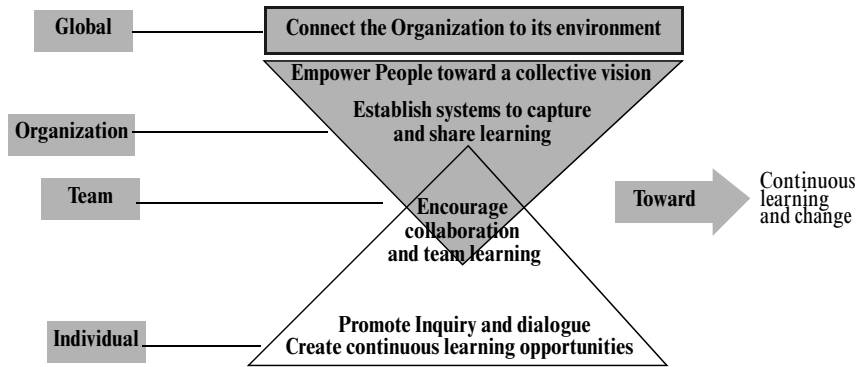 Global
Connect the Organization to its environment
Empower People toward a collective vision
Establish systems to capture
and share learning
Organization
Team
Encourage
collaboration
and team learning
Toward
Continuous
learning
and change
Individual
Promote Inquiry and dialogue
Create continuous learning opportunities